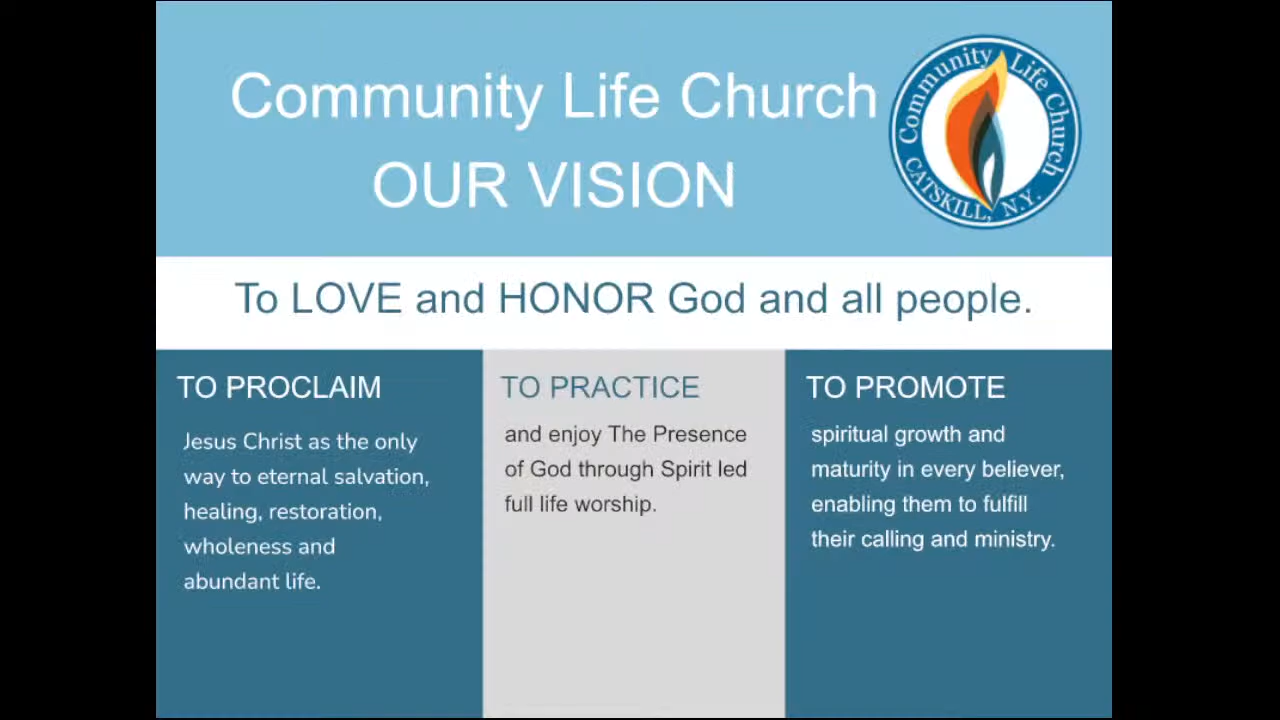 Community Life Church
OUR VISION
Community Life Church
CATSKILL, N.Y.
To LOVE and HONOR God and all people.
TO PROCLAIM
Jesus Christ as the only
way to eternal salvation,
healing, restoration,
wholeness and
abundant life.
TO PRACTICE
and enjoy The Presence
of God through Spirit led
full life worship.
TO PROMOTE
spiritual growth and
maturity in every believer,
enabling them to fulfill
their calling and ministry.